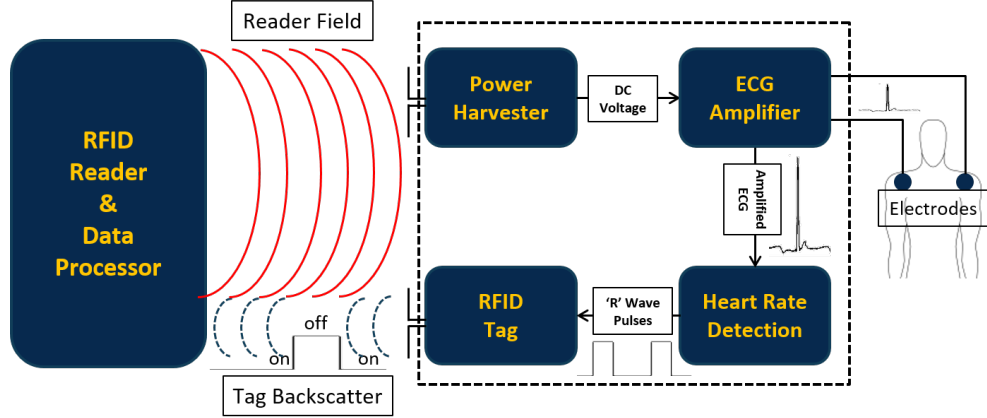 Reader Field
RFID
Reader
&
Data
Processor
Power
Harvester
DC
Voltage
ECG
Amplifier
Amplified
ECG
Electrodes
Heart Rate
Detection
‘R’ Wave
Pulses
RFID
Tag
off
on
on
Tag Backscatter